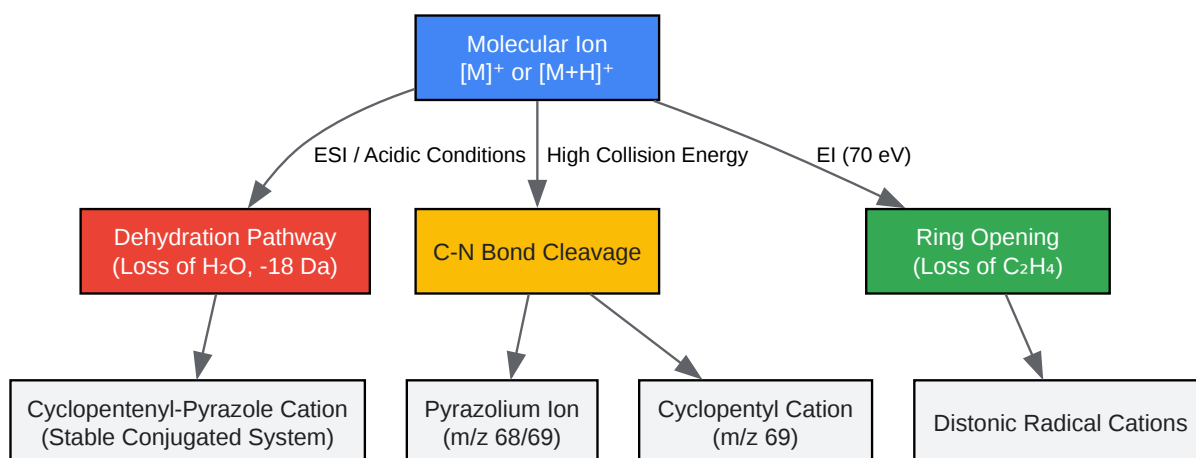 Molecular Ion
[M]⁺ or [M+H]⁺
ESI / Acidic Conditions
High Collision Energy
EI (70 eV)
Dehydration Pathway
(Loss of H₂O, -18 Da)
C-N Bond Cleavage
Ring Opening
(Loss of C₂H₄)
Cyclopentenyl-Pyrazole Cation
(Stable Conjugated System)
Pyrazolium Ion
(m/z 68/69)
Cyclopentyl Cation
(m/z 69)
Distonic Radical Cations